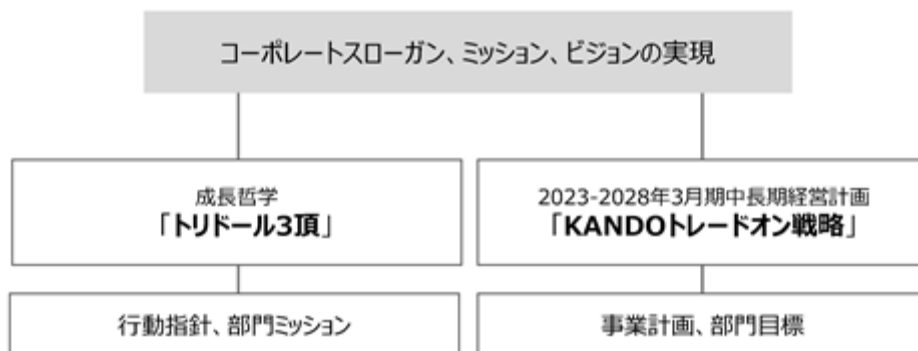 コーポレートスローガン、ミッション、ビジョンの実現
成長哲学
「トリドール3頂」
2023-2028年3月期中長期経営計画
「KANDOトレードオン戦略」
行動指針、部門ミッション
事業計画、部門目標